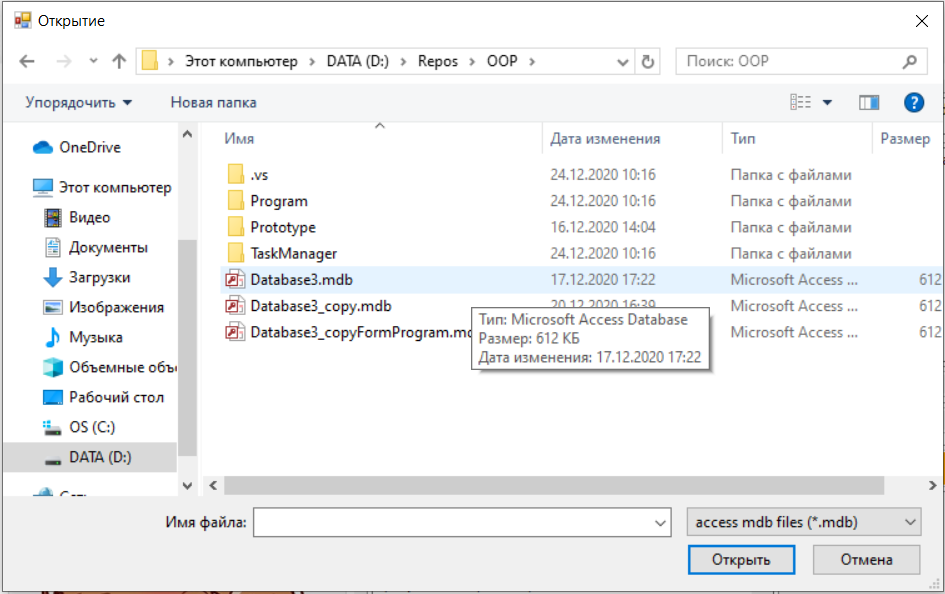 Открытие
Этот компьютер › DATA (D:) › Repos › OOP ›
Поиск: OOP
Упорядочить
Новая папка
OneDrive
Этот компьютер
Видео
Документы
Загрузки
Изображения
Музыка
Объемные объ
Рабочий стол
OS (C:)
DATA (D:)
Имя Дата изменения Тип Размер
.vs 24.12.2020 10:16 Папка с файлами
Program 24.12.2020 10:16 Папка с файлами
Prototype 16.12.2020 14:04 Папка с файлами
TaskManager 24.12.2020 10:16 Папка с файлами
Database3.mdb 17.12.2020 17:22 Microsoft Access ... 612
Database3_copy.mdb 20.12.2020 16:39 Microsoft Access ... 612
Database3_copyFormProgram.md Microsoft Access ... 612
Тип: Microsoft Access Database
Размер: 612 КБ
Дата изменения: 17.12.2020 17:22
Имя файла:
access mdb files (*.mdb)
Открыть
Отмена